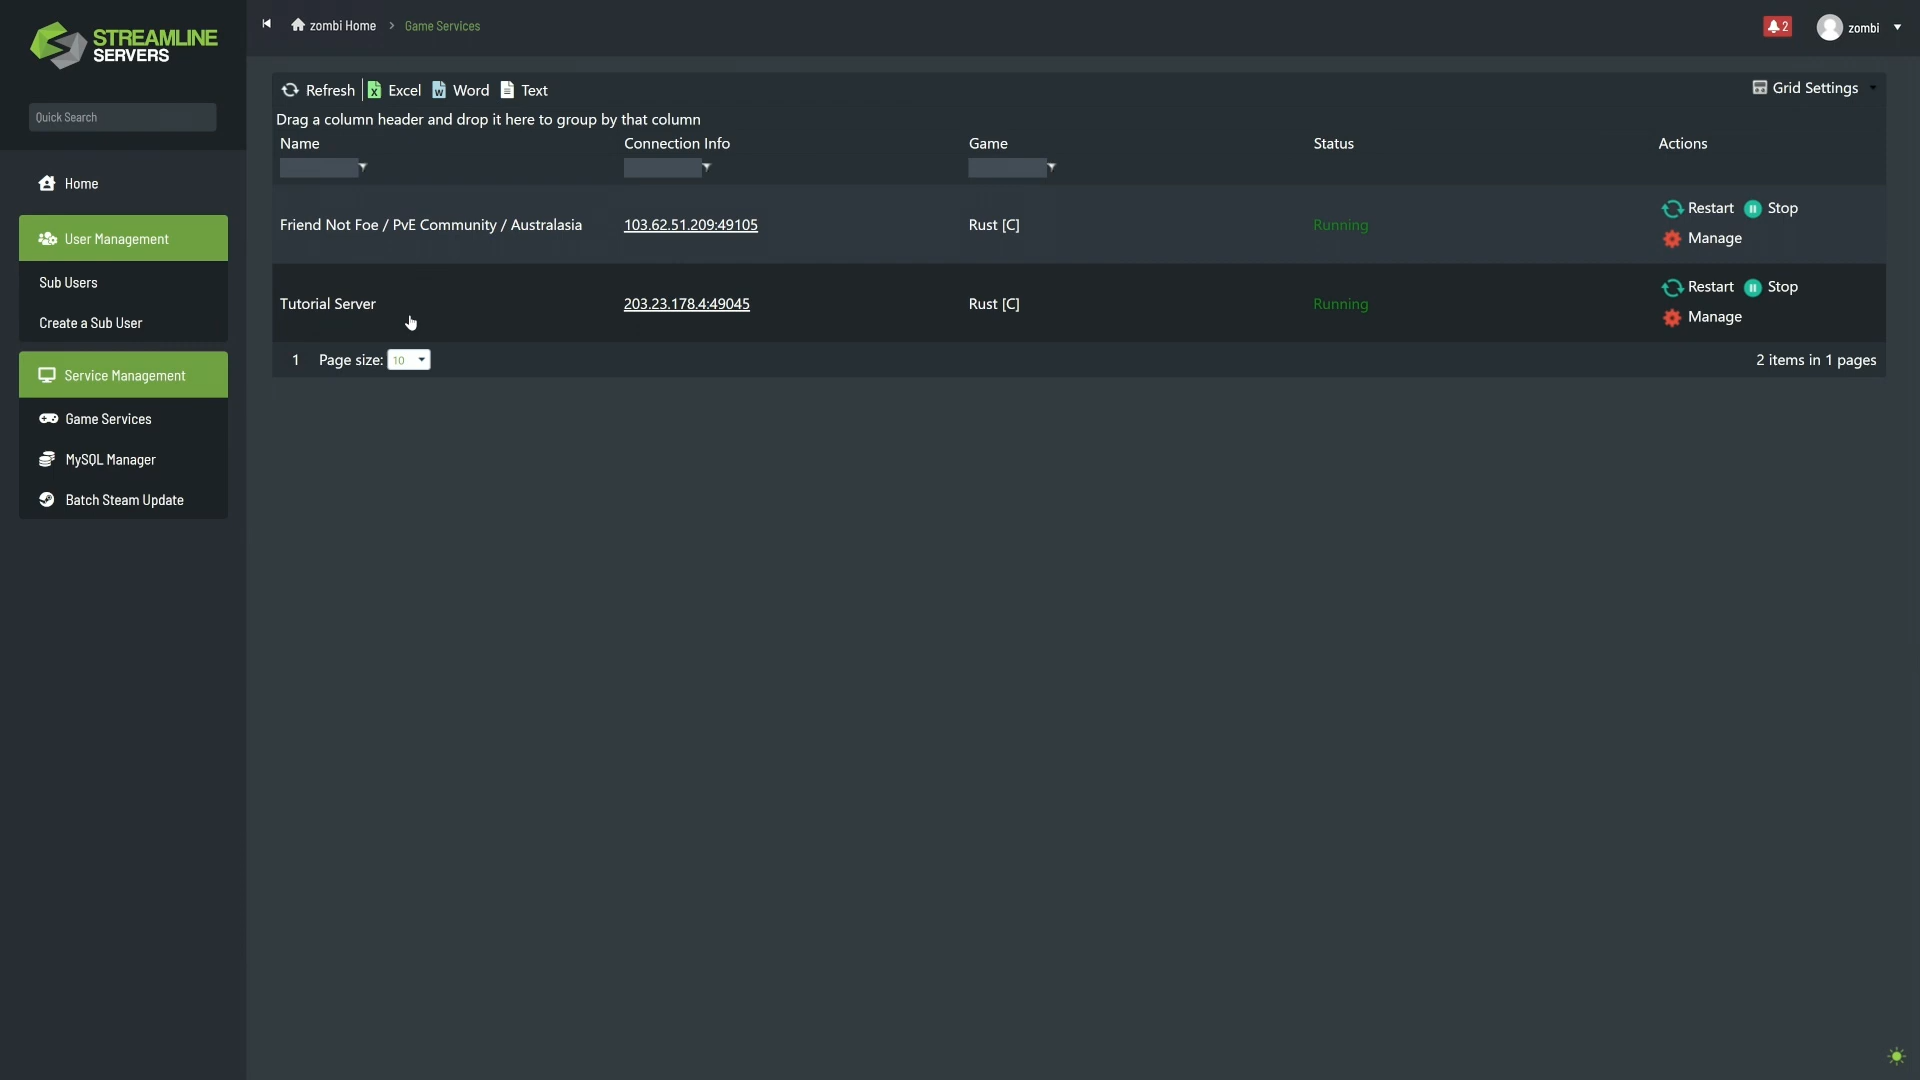 STREAMLINE
SERVERS
zombi Home > Game Services
2
zombi
Quick Search
Home
User Management
Sub Users
Create a Sub User
Service Management
Game Services
MySQL Manager
Batch Steam Update
Refresh Excel Word Text
Grid Settings
Drag a column header and drop it here to group by that column
Name Connection Info Game Status Actions
Friend Not Foe / PvE Community / Australasia 103.62.51.209:49105 Rust [C] Running Restart Stop
Manage
Tutorial Server 203.23.178.4:49045 Rust [C] Running Restart Stop
Manage
1 Page size: 10 2 items in 1 pages